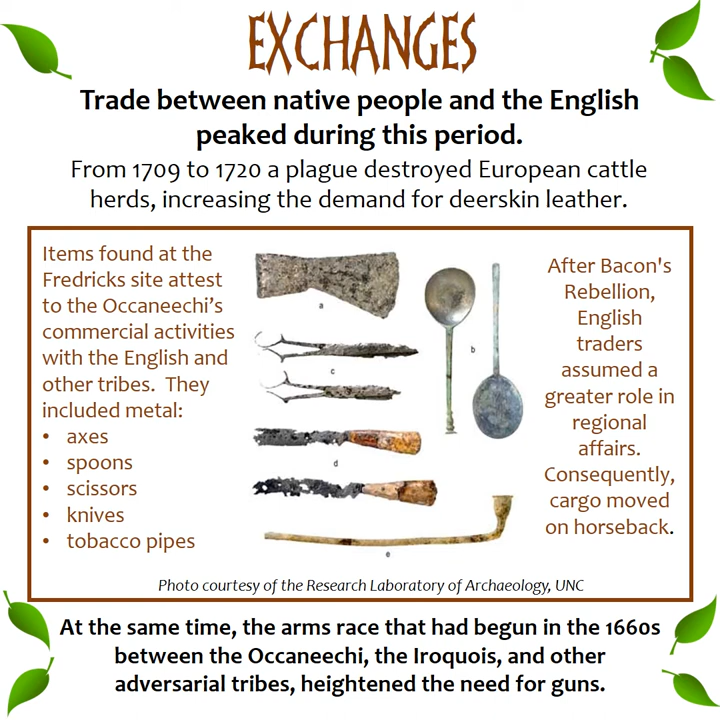 EXCHANGES
Trade between native people and the English
peaked during this period.
From 1709 to 1720 a plague destroyed European cattle
herds, increasing the demand for deerskin leather.
Items found at the
Fredricks site attest
to the Occaneechi's
commercial activities
with the English and
other tribes.  They
included metal:
• axes
• spoons
• scissors
• knives
• tobacco pipes
a
b
c
d
e
After Bacon's
Rebellion,
English
traders
assumed a
greater role in
regional
affairs.
Consequently,
cargo moved
on horseback.
Photo courtesy of the Research Laboratory of Archaeology, UNC
At the same time, the arms race that had begun in the 1660s
between the Occaneechi, the Iroquois, and other
adversarial tribes, heightened the need for guns.